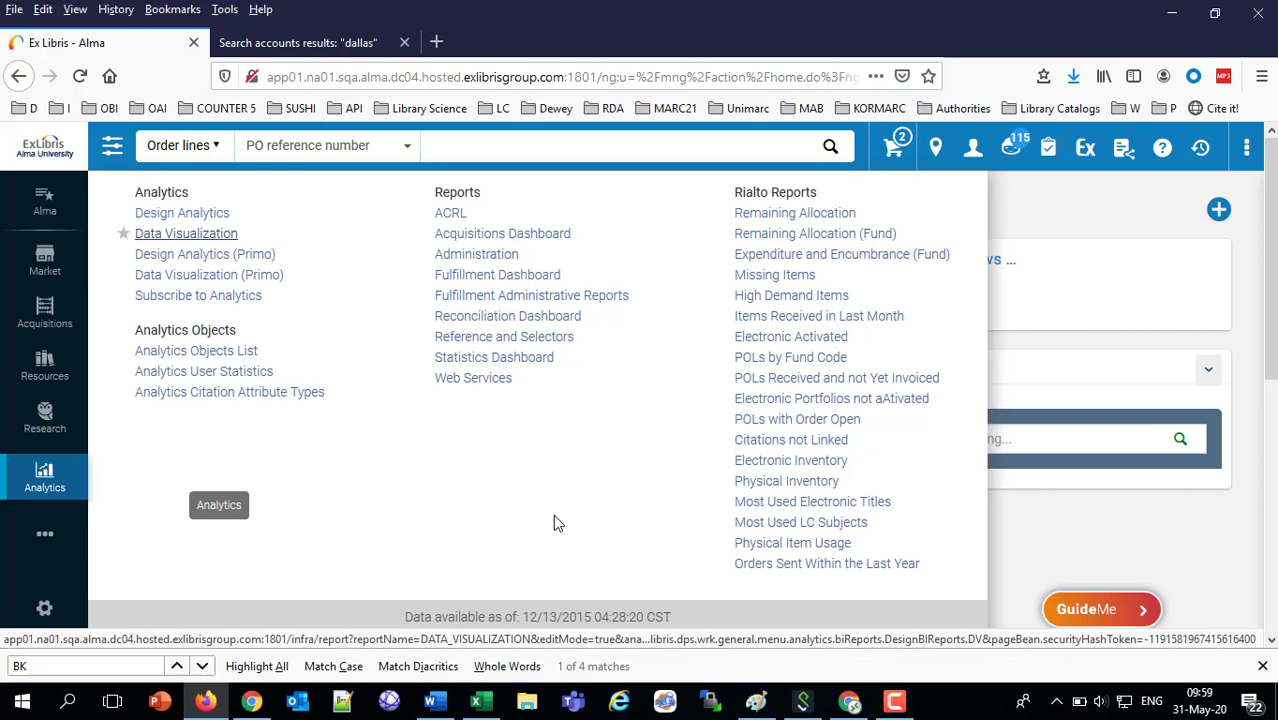 File Edit View History Bookmarks Tools Help
Ex Libris - Alma
Search accounts results: "dallas"
app01.na01.sqa.alma.dc04.hosted.exlibrisgroup.com:1801/ng:u=%2Fmng%2Faction%2Fhome.do%3Fng
MP3
D I OBI OAI COUNTER 5 SUSHI API Library Science LC Dewey RDA MARC21 Unimarc MAB KORMARC Authorities Library Catalogs W P Cite it!
ExLibris
Alma University
Order lines
PO reference number
2
115
Ex
Alma
Market
Acquisitions
Resources
Research
Analytics
Analytics
Design Analytics
Data Visualization
Design Analytics (Primo)
Data Visualization (Primo)
Subscribe to Analytics
Analytics Objects
Analytics Objects List
Analytics User Statistics
Analytics Citation Attribute Types
Analytics
Reports
ACRL
Acquisitions Dashboard
Administration
Fulfillment Dashboard
Fulfillment Administrative Reports
Reconciliation Dashboard
Reference and Selectors
Statistics Dashboard
Web Services
Rialto Reports
Remaining Allocation
Remaining Allocation (Fund)
Expenditure and Encumbrance (Fund)
Missing Items
High Demand Items
Items Received in Last Month
Electronic Activated
POLs by Fund Code
POLs Received and not Yet Invoiced
Electronic Portfolios not aAtivated
POLs with Order Open
Citations not Linked
Electronic Inventory
Physical Inventory
Most Used Electronic Titles
Most Used LC Subjects
Physical Item Usage
Orders Sent Within the Last Year
ws ...
ng...
GuideMe
Data available as of: 12/13/2015 04:28:20 CST
app01.na01.sqa.alma.dc04.hosted.exlibrisgroup.com:1801/infra/report?reportName=DATA_VISUALIZATION&editMode=true&ana...libris.dps.wrk.general.menu.analytics.biReports.DesignBIReports.DV&pageBean.securityHashToken=-1191581967415616400
BK
Highlight All Match Case Match Diacritics Whole Words 1 of 4 matches
ENG
09:59
31-May-20
22